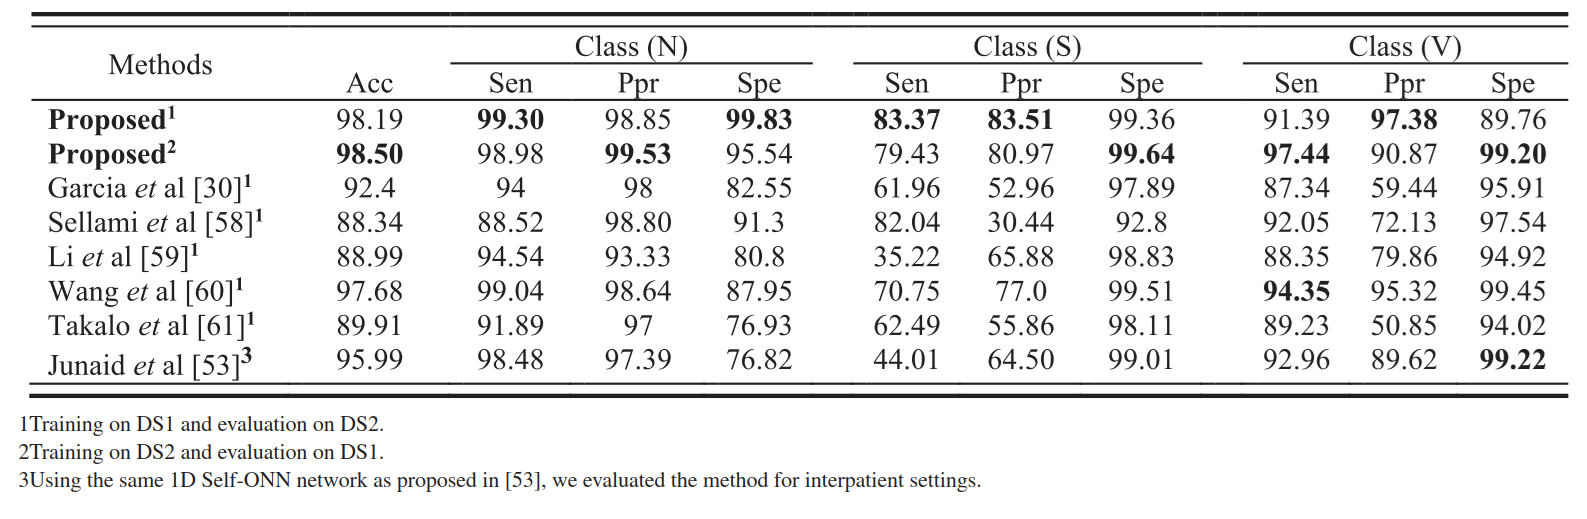 Methods Class (N) Class (S) Class (V)
Acc Sen Ppr Spe Sen Ppr Spe Sen Ppr Spe
Proposed¹ 98.19 99.30 98.85 99.83 83.37 83.51 99.36 91.39 97.38 89.76
Proposed² 98.50 98.98 99.53 95.54 79.43 80.97 99.64 97.44 90.87 99.20
Garcia et al [30]¹ 92.4 94 98 82.55 61.96 52.96 97.89 87.34 59.44 95.91
Sellami et al [58]¹ 88.34 88.52 98.80 91.3 82.04 30.44 92.8 92.05 72.13 97.54
Li et al [59]¹ 88.99 94.54 93.33 80.8 35.22 65.88 98.83 88.35 79.86 94.92
Wang et al [60]¹ 97.68 99.04 98.64 87.95 70.75 77.0 99.51 94.35 95.32 99.45
Takalo et al [61]¹ 89.91 91.89 97 76.93 62.49 55.86 98.11 89.23 50.85 94.02
Junaid et al [53]³ 95.99 98.48 97.39 76.82 44.01 64.50 99.01 92.96 89.62 99.22
1Training on DS1 and evaluation on DS2.
2Training on DS2 and evaluation on DS1.
3Using the same 1D Self-ONN network as proposed in [53], we evaluated the method for interpatient settings.